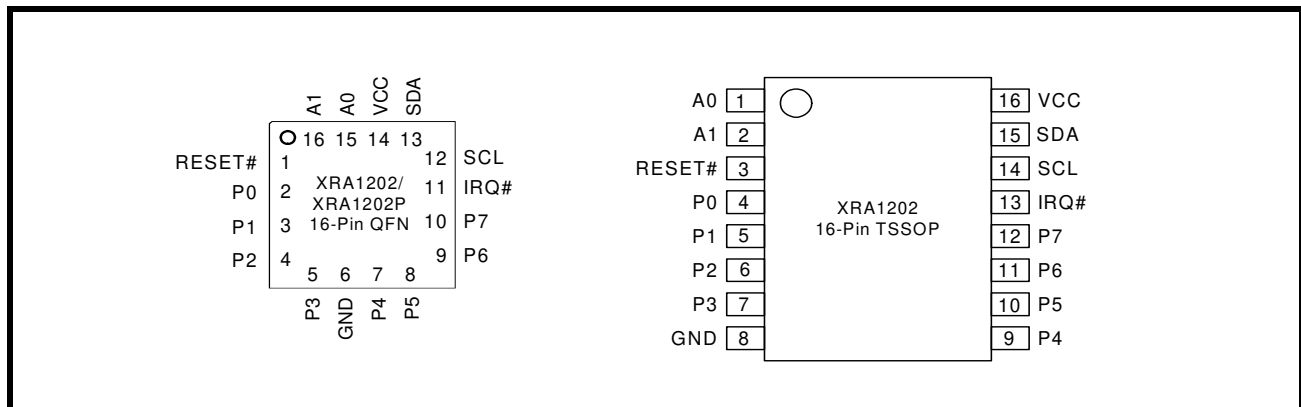 A1 A0 VCC SDA
16 15 14 13
RESET# 1
P0 2
P1 3
P2 4
XRA1202/
XRA1202P
16-Pin QFN
12 SCL
11 IRQ#
10 P7
9 P6
5 6 7 8
P3 GND P4 P5
A0 1
A1 2
RESET# 3
P0 4
P1 5
P2 6
P3 7
GND 8
XRA1202
16-Pin TSSOP
16 VCC
15 SDA
14 SCL
13 IRQ#
12 P7
11 P6
10 P5
9 P4